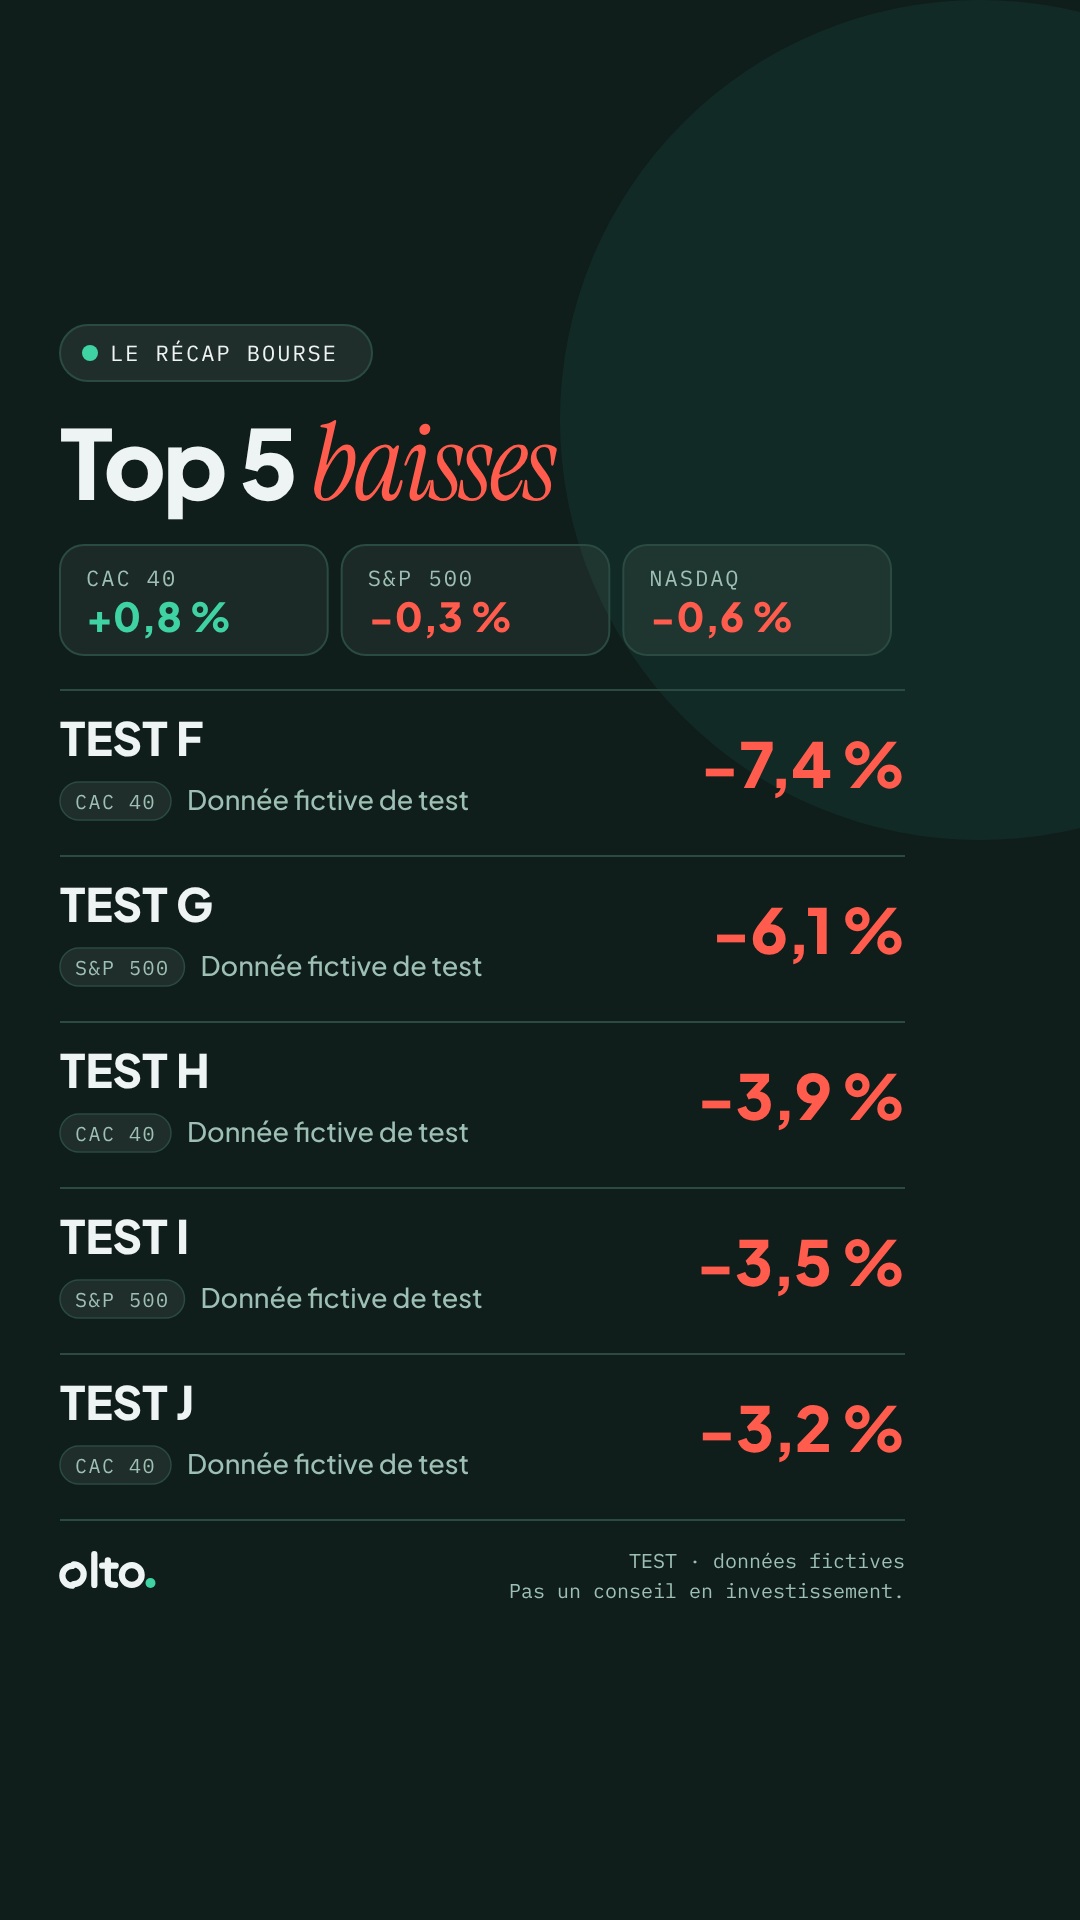 LE RÉCAP BOURSE
Top 5 baisses
CAC 40 S&P 500 NASDAQ
+0,8 % −0,3 % −0,6 %
TEST F
−7,4 %
CAC 40 Donnée fictive de test
TEST G
−6,1 %
S&P 500 Donnée fictive de test
TEST H
−3,9 %
CAC 40 Donnée fictive de test
TEST I
−3,5 %
S&P 500 Donnée fictive de test
TEST J
−3,2 %
CAC 40 Donnée fictive de test
olto.
TEST · données fictives
Pas un conseil en investissement.